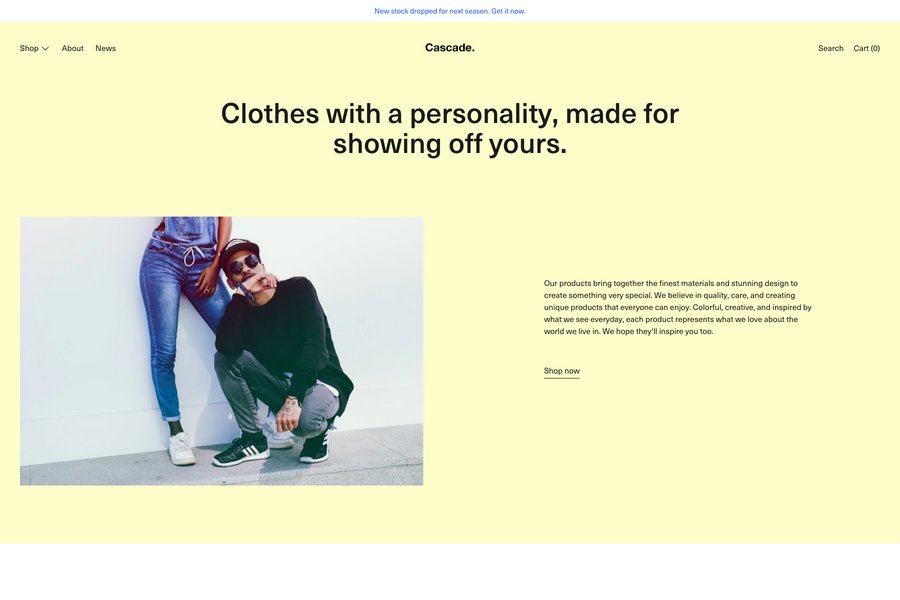 New stock dropped for next season. Get it now.
Shop
About
News
Cascade.
Search
Cart (0)
Clothes with a personality, made for
showing off yours.
Our products bring together the finest materials and stunning design to
create something very special. We believe in quality, care, and creating
unique products that everyone can enjoy. Colorful, creative, and inspired by
what we see everyday, each product represents what we love about the
world we live in. We hope they'll inspire you too.
Shop now